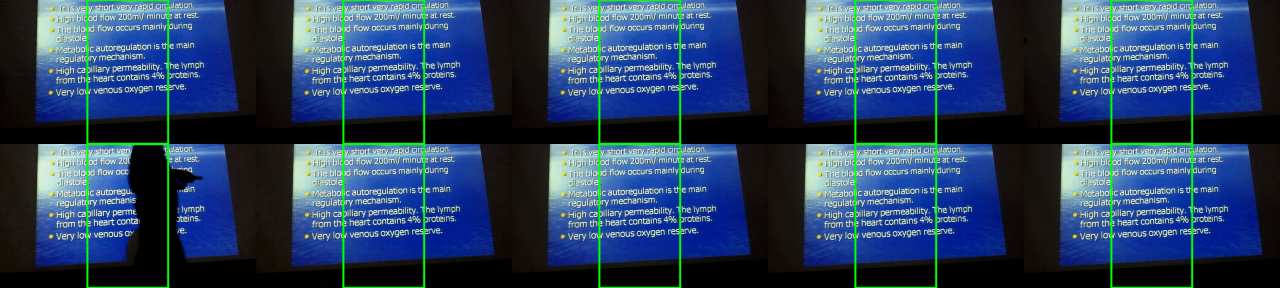 It is very short very rapid circulation.
High blood flow 200ml/ minute at rest.
The blood flow occurs mainly during
diastole
Metabolic autoregulation is the main
regulatory mechanism.
High capillary permeability. The lymph
from the heart contains 4% proteins.
Very low venous oxygen reserve.